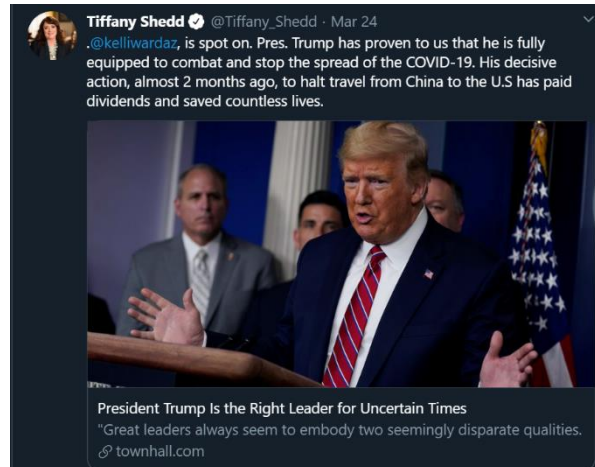 Tiffany Shedd @Tiffany_Shedd · Mar 24
.@kelliwardaz, is spot on. Pres. Trump has proven to us that he is fully
equipped to combat and stop the spread of the COVID-19. His decisive
action, almost 2 months ago, to halt travel from China to the U.S has paid
dividends and saved countless lives.
President Trump Is the Right Leader for Uncertain Times
"Great leaders always seem to embody two seemingly disparate qualities.
townhall.com